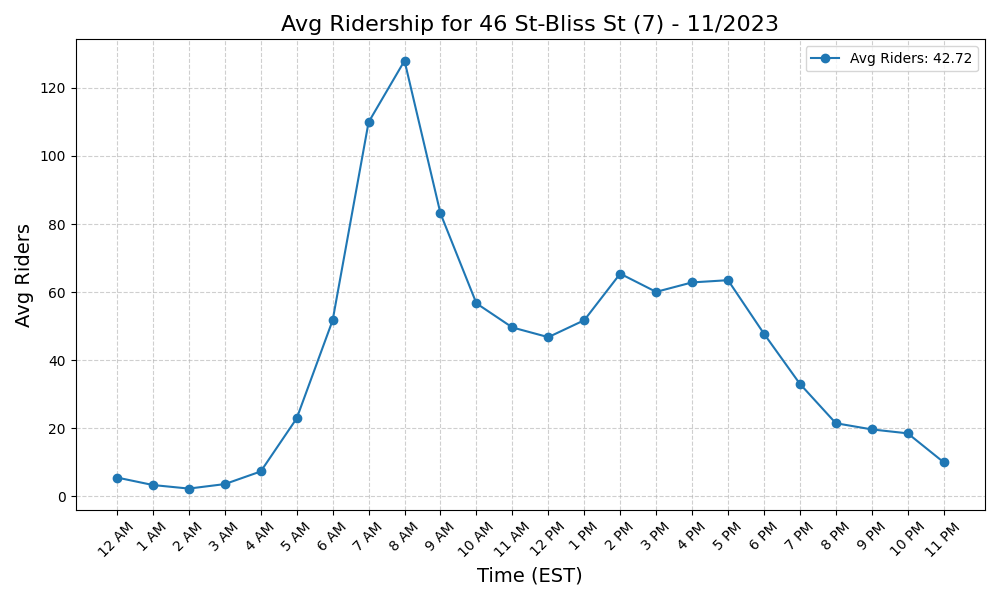 Avg Ridership for 46 St-Bliss St (7) - 11/2023
Avg Riders: 42.72
Avg Riders
120
100
80
60
40
20
0
12 AM
1 AM
2 AM
3 AM
4 AM
5 AM
6 AM
7 AM
8 AM
9 AM
10 AM
11 AM
12 PM
1 PM
2 PM
3 PM
4 PM
5 PM
6 PM
7 PM
8 PM
9 PM
10 PM
11 PM
Time (EST)